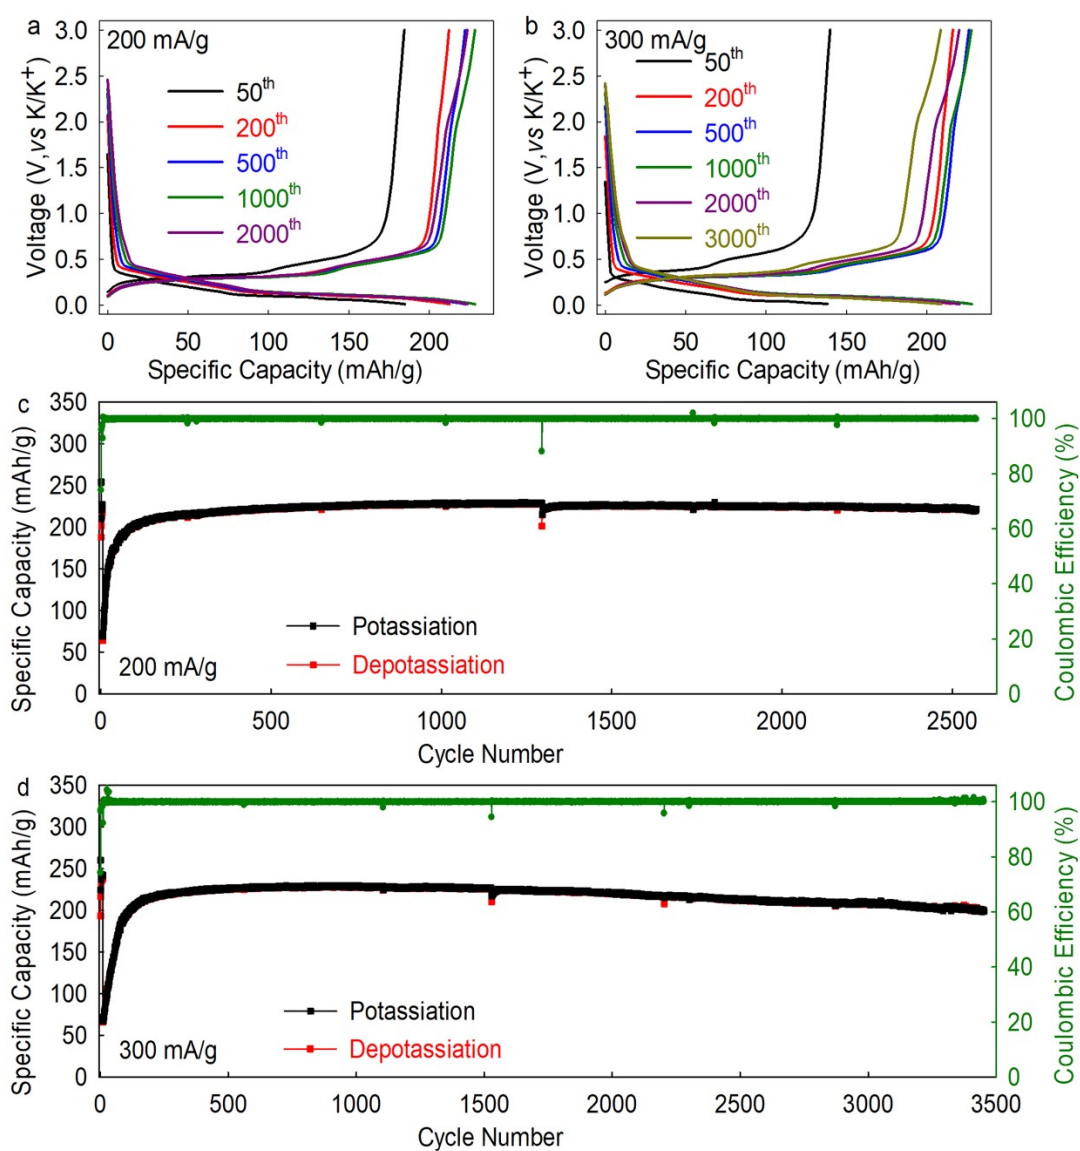 a
200 mA/g
50th
200th
500th
1000th
2000th
Voltage (V,vs K/K+)
3.0
2.5
2.0
1.5
1.0
0.5
0.0
0 50 100 150 200
Specific Capacity (mAh/g)
b
300 mA/g
50th
200th
500th
1000th
2000th
3000th
Voltage (V,vs K/K+)
3.0
2.5
2.0
1.5
1.0
0.5
0.0
0 50 100 150 200
Specific Capacity (mAh/g)
c
Specific Capacity (mAh/g)
350
300
250
200
150
100
50
0
Potassiation
Depotassiation
200 mA/g
100
80
60
40
20
0
Coulombic Efficiency (%)
0 500 1000 1500 2000 2500
Cycle Number
d
Specific Capacity (mAh/g)
350
300
250
200
150
100
50
0
Potassiation
Depotassiation
300 mA/g
100
80
60
40
20
0
Coulombic Efficiency (%)
0 500 1000 1500 2000 2500 3000 3500
Cycle Number